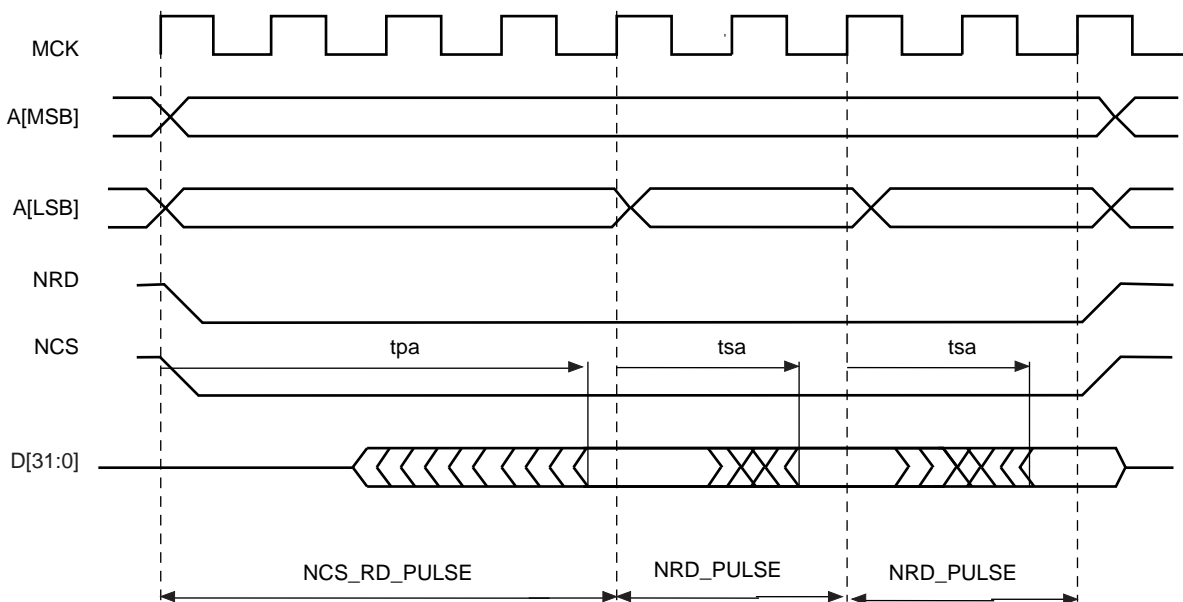 MCK
A[MSB]
A[LSB]
NRD
NCS
tpa
tsa
tsa
D[31:0]
NCS_RD_PULSE
NRD_PULSE
NRD_PULSE